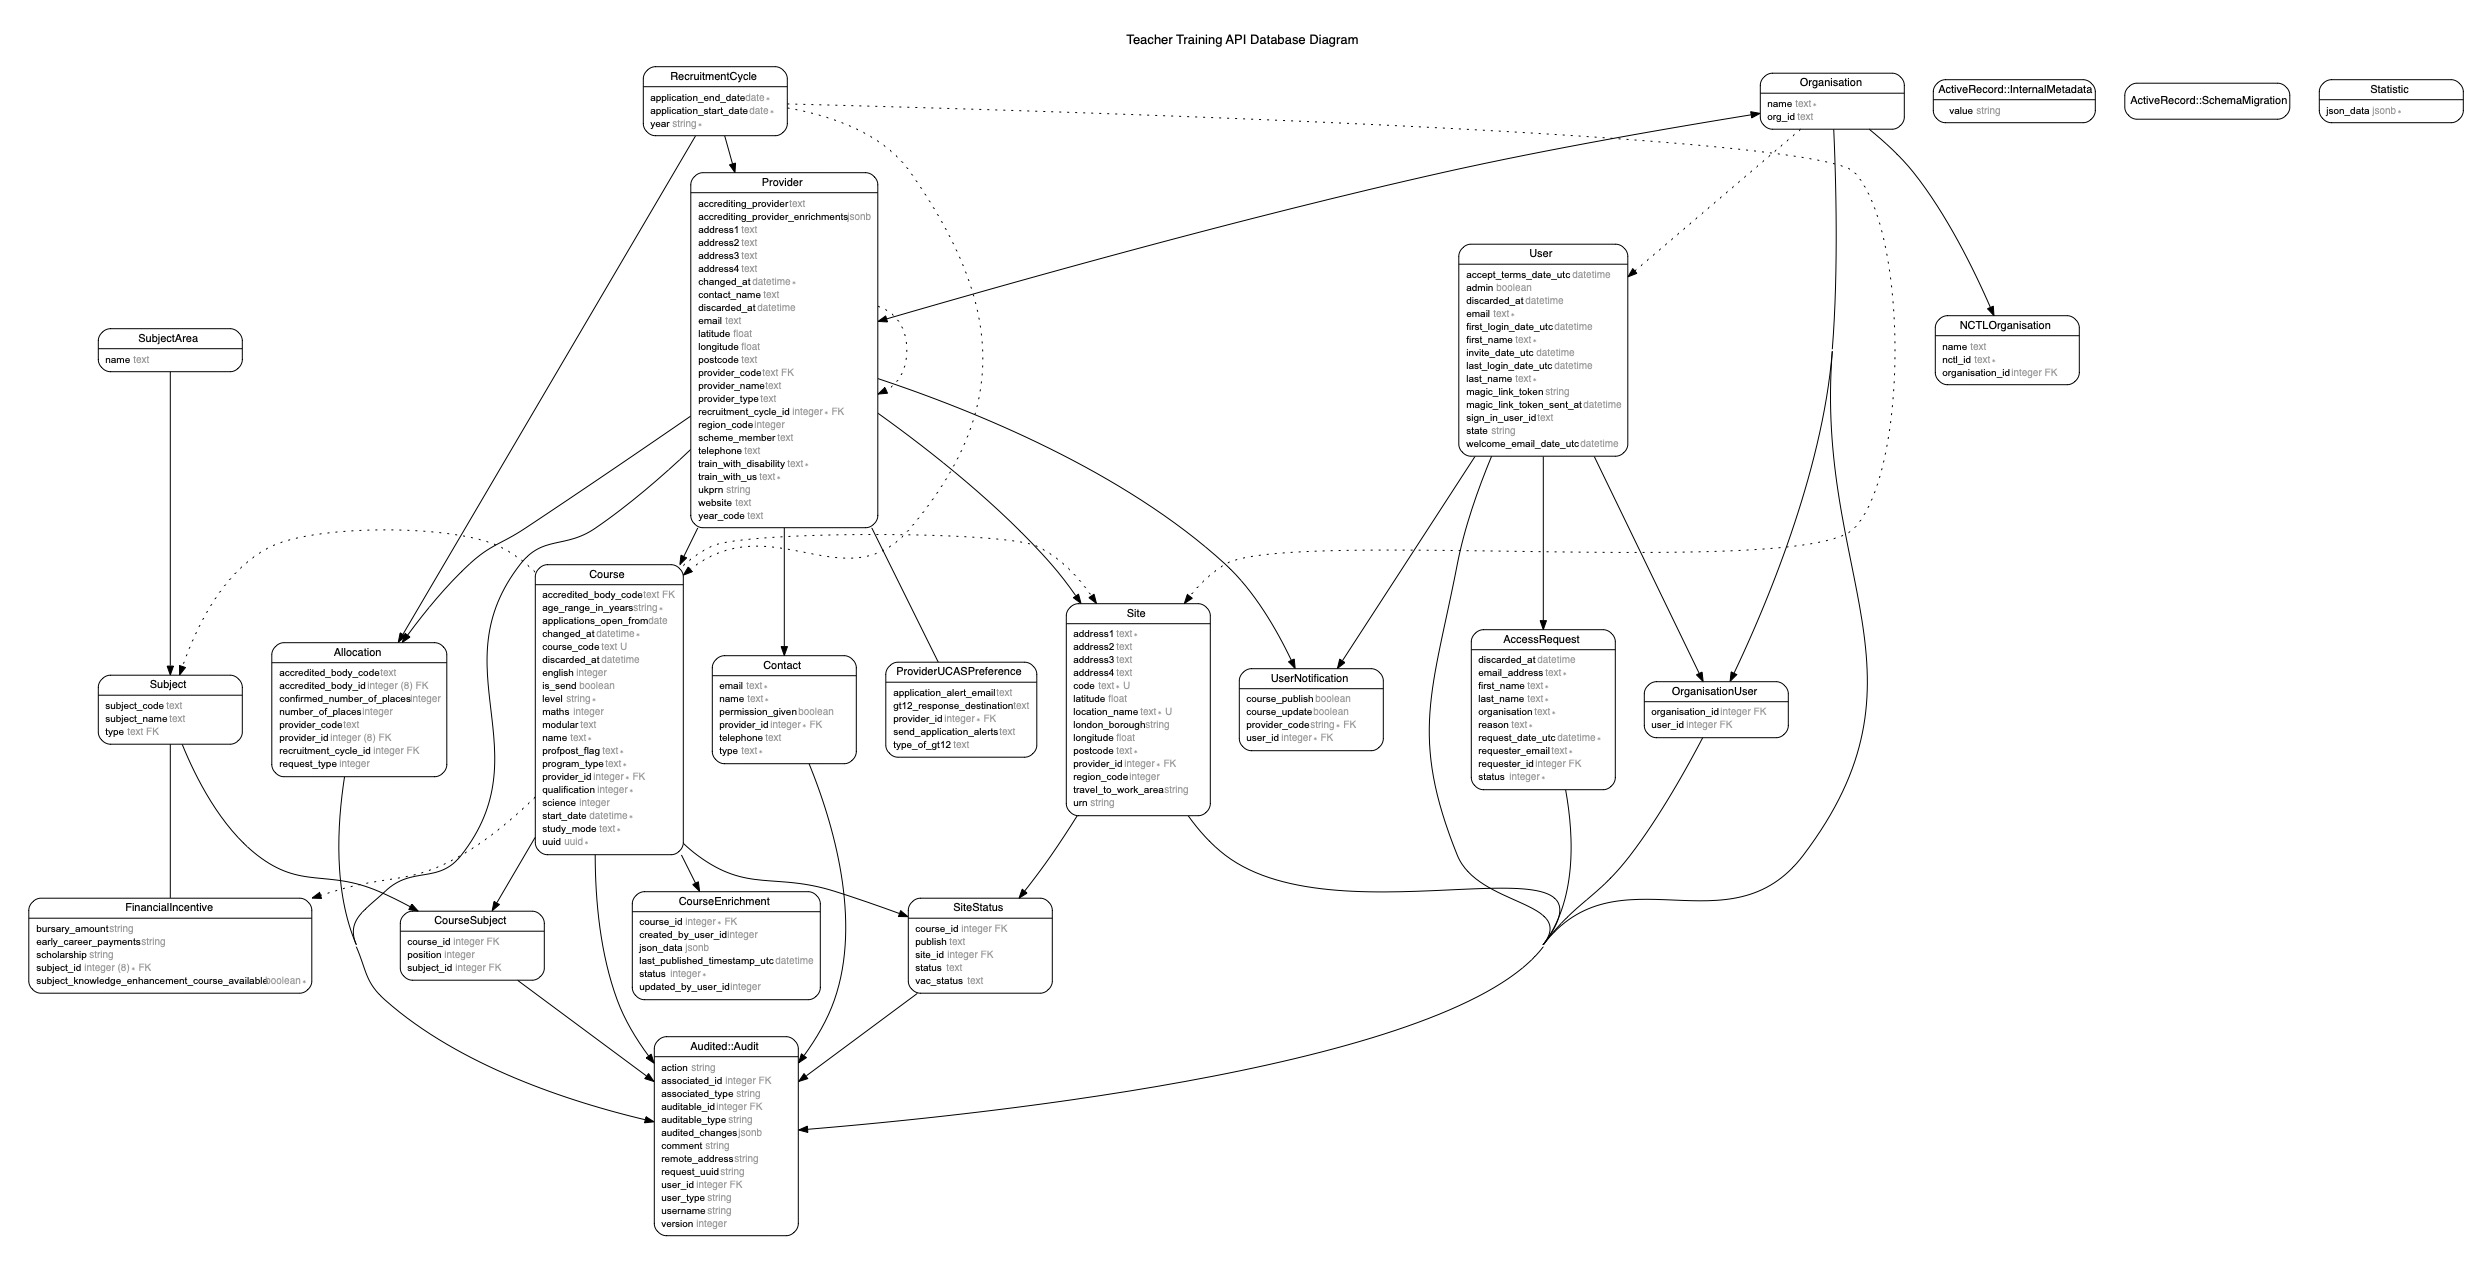 Teacher Training API Database Diagram
RecruitmentCycle
application_end_date date *
application_start_date date *
year string *
Organisation
name text *
org_id text
ActiveRecord::InternalMetadata
value string
ActiveRecord::SchemaMigration
Statistic
json_data jsonb *
Provider
accrediting_provider text
accrediting_provider_enrichments jsonb
address1 text
address2 text
address3 text
address4 text
changed_at datetime *
contact_name text
discarded_at datetime
email text
latitude float
longitude float
postcode text
provider_code text FK
provider_name text
provider_type text
recruitment_cycle_id integer * FK
region_code integer
scheme_member text
telephone text
train_with_disability text *
train_with_us text *
ukprn string
website text
year_code text
User
accept_terms_date_utc datetime
admin boolean
discarded_at datetime
email text *
first_login_date_utc datetime
first_name text *
invite_date_utc datetime
last_login_date_utc datetime
last_name text *
magic_link_token string
magic_link_token_sent_at datetime
sign_in_user_id text
state string
welcome_email_date_utc datetime
NCTLOrganisation
name text
nctl_id text *
organisation_id integer FK
SubjectArea
name text
Subject
subject_code text
subject_name text
type text FK
Allocation
accredited_body_code text
accredited_body_id integer (8) FK
confirmed_number_of_places integer
number_of_places integer
provider_code text
provider_id integer (8) FK
recruitment_cycle_id integer FK
request_type integer
Course
accredited_body_code text FK
age_range_in_years string *
applications_open_from date
changed_at datetime *
course_code text U
discarded_at datetime
english integer
is_send boolean
level string *
maths integer
modular text
name text *
profpost_flag text *
program_type text *
provider_id integer * FK
qualification integer *
science integer
start_date datetime *
study_mode text *
uuid uuid *
Contact
email text *
name text *
permission_given boolean
provider_id integer * FK
telephone text
type text *
ProviderUCASPreference
application_alert_email text
gt12_response_destination text
provider_id integer * FK
send_application_alerts text
type_of_gt12 text
Site
address1 text *
address2 text
address3 text
address4 text
code text * U
latitude float
location_name text * U
london_borough string
longitude float
postcode text *
provider_id integer * FK
region_code integer
travel_to_work_area string
urn string
UserNotification
course_publish boolean
course_update boolean
provider_code string * FK
user_id integer * FK
AccessRequest
discarded_at datetime
email_address text *
first_name text *
last_name text *
organisation text *
reason text *
request_date_utc datetime *
requester_email text *
requester_id integer FK
status integer *
OrganisationUser
organisation_id integer FK
user_id integer FK
FinancialIncentive
bursary_amount string
early_career_payments string
scholarship string
subject_id integer (8) * FK
subject_knowledge_enhancement_course_available boolean *
CourseSubject
course_id integer FK
position integer
subject_id integer FK
CourseEnrichment
course_id integer * FK
created_by_user_id integer
json_data jsonb
last_published_timestamp_utc datetime
status integer *
updated_by_user_id integer
SiteStatus
course_id integer FK
publish text
site_id integer FK
status text
vac_status text
Audited::Audit
action string
associated_id integer FK
associated_type string
auditable_id integer FK
auditable_type string
audited_changes jsonb
comment string
remote_address string
request_uuid string
user_id integer FK
user_type string
username string
version integer